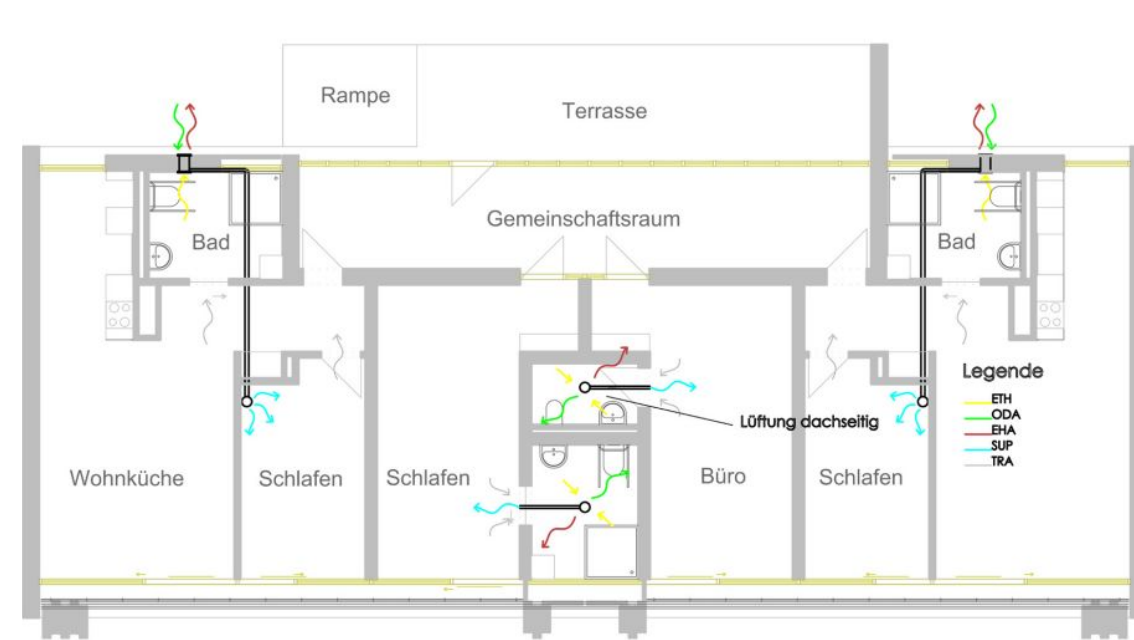 Rampe
Terrasse
Gemeinschaftsraum
Bad
Bad
Legende
ETH
ODA
EHA
SUP
TRA
Lüftung dachseitig
Wohnküche
Schlafen
Schlafen
Büro
Schlafen